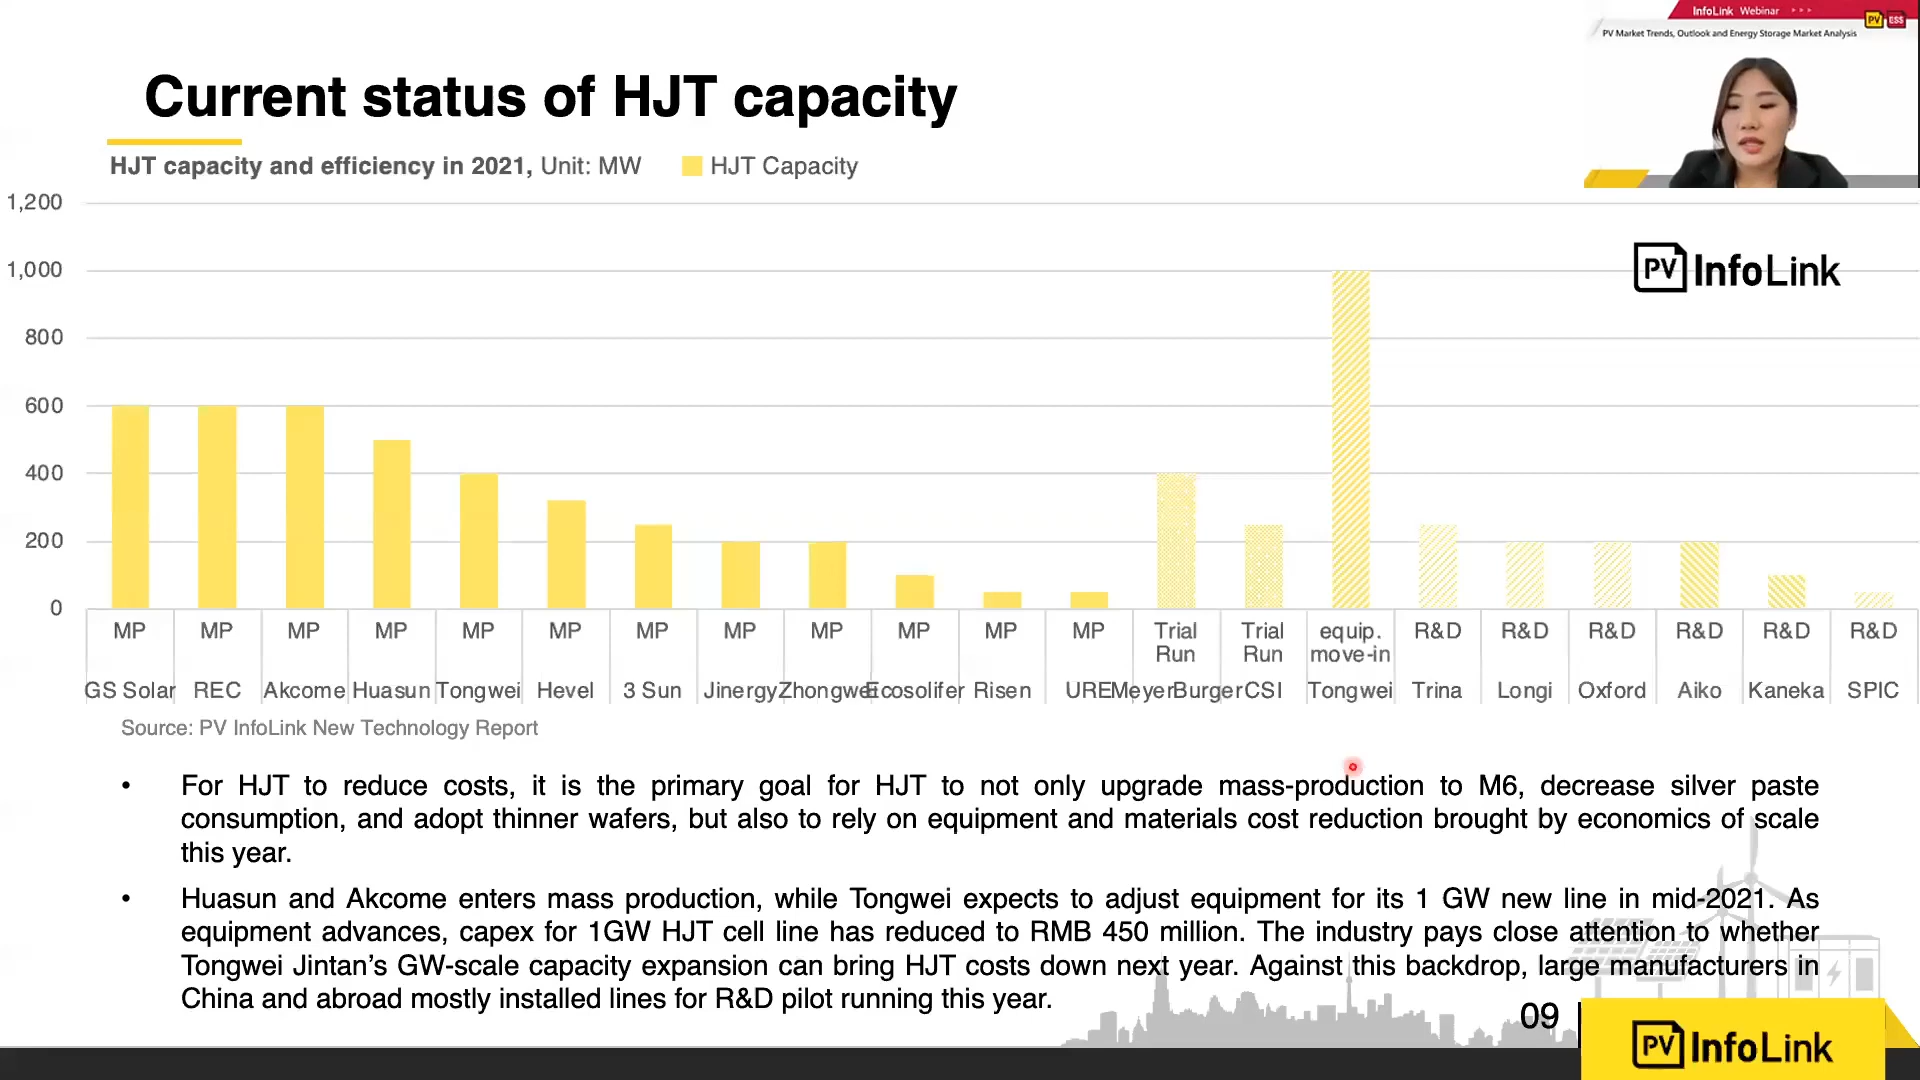 InfoLink Webinar
PV ESS
PV Market Trends, Outlook and Energy Storage Market Analysis
Current status of HJT capacity
HJT capacity and efficiency in 2021, Unit: MW HJT Capacity
1,200
1,000
800
600
400
200
0
PV InfoLink
MP MP MP MP MP MP MP MP MP MP MP MP Trial Run Trial Run equip. move-in R&D R&D R&D R&D R&D R&D
GS Solar REC Akcome Huasun Tongwei Hevel 3 Sun Jinergy Zhongwei Ecosolifer Risen URE MeyerBurger CSI Tongwei Trina Longi Oxford Aiko Kaneka SPIC
Source: PV InfoLink New Technology Report
• For HJT to reduce costs, it is the primary goal for HJT to not only upgrade mass-production to M6, decrease silver paste
consumption, and adopt thinner wafers, but also to rely on equipment and materials cost reduction brought by economics of scale
this year.
• Huasun and Akcome enters mass production, while Tongwei expects to adjust equipment for its 1 GW new line in mid-2021. As
equipment advances, capex for 1GW HJT cell line has reduced to RMB 450 million. The industry pays close attention to whether
Tongwei Jintan's GW-scale capacity expansion can bring HJT costs down next year. Against this backdrop, large manufacturers in
China and abroad mostly installed lines for R&D pilot running this year.
09
PV InfoLink